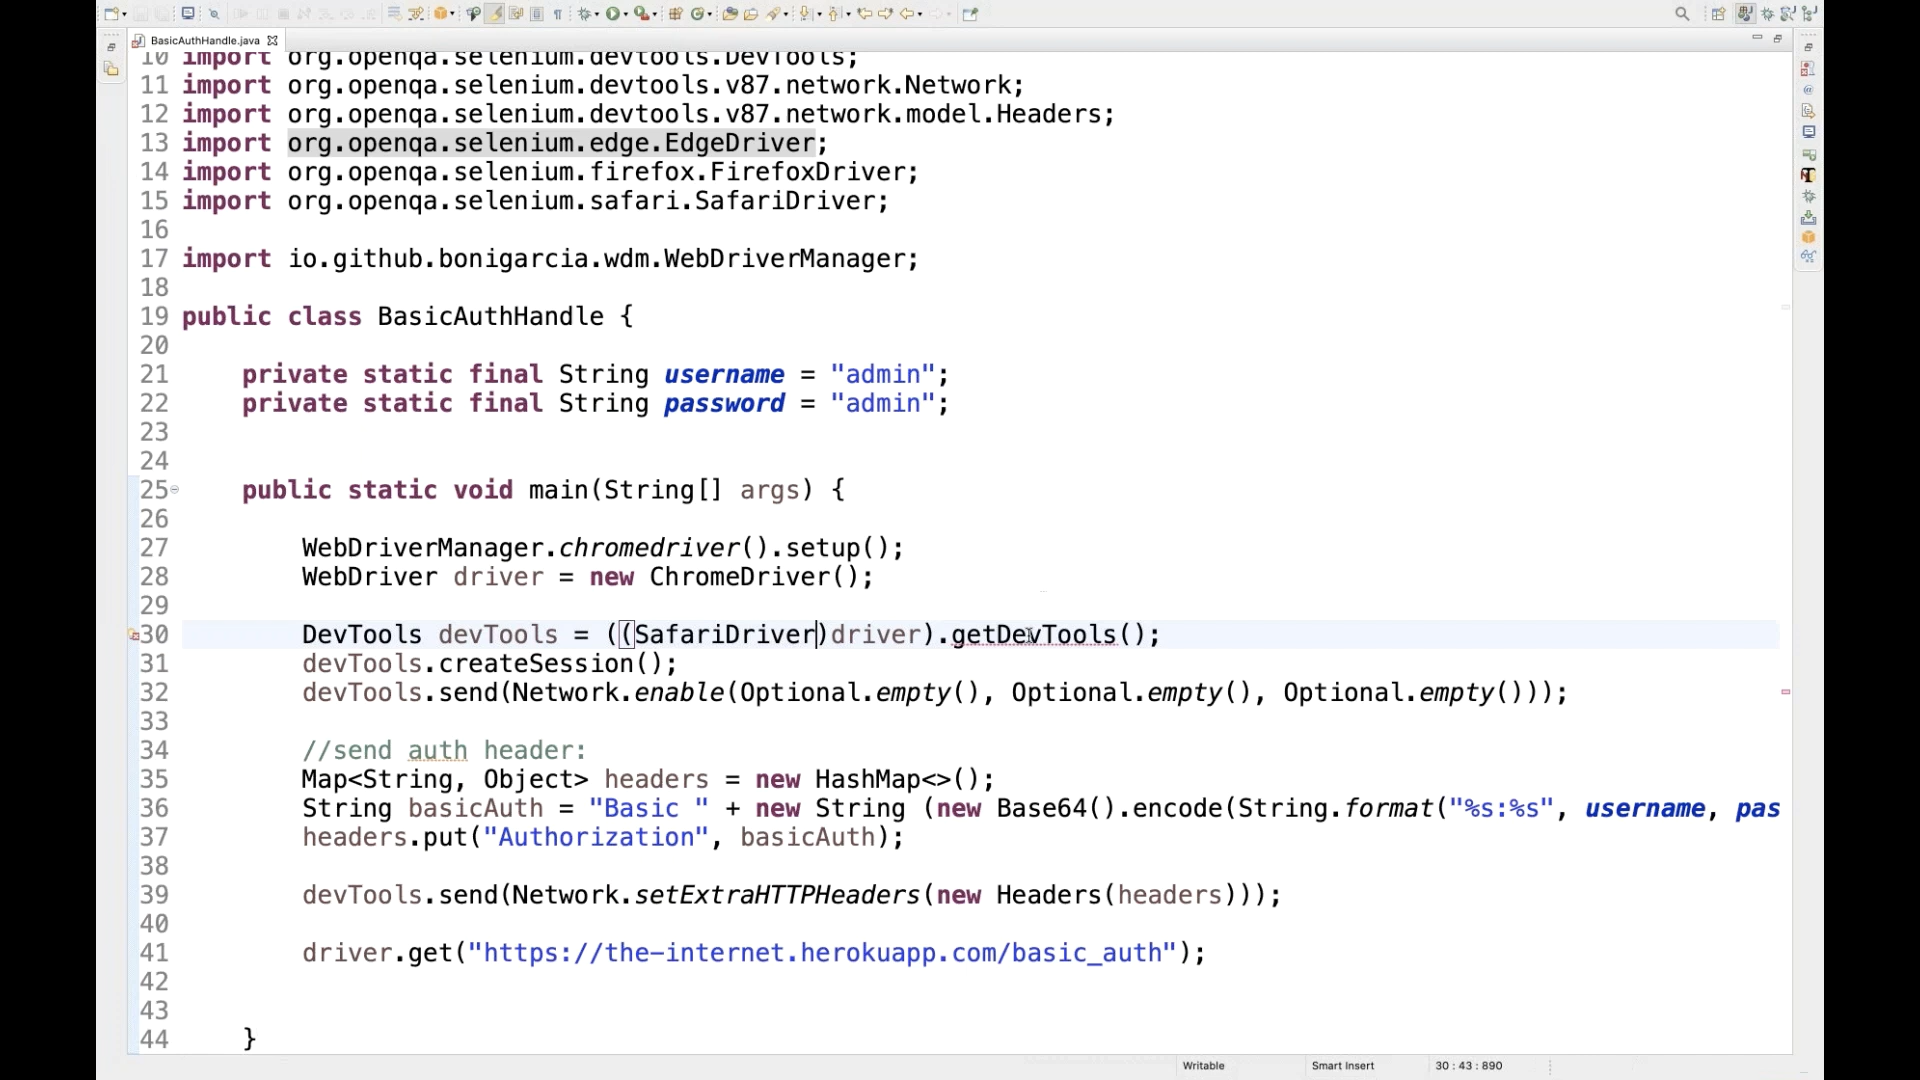 BasicAuthHandle.java
10 import org.openqa.selenium.devtools.DevTools;
11 import org.openqa.selenium.devtools.v87.network.Network;
12 import org.openqa.selenium.devtools.v87.network.model.Headers;
13 import org.openqa.selenium.edge.EdgeDriver;
14 import org.openqa.selenium.firefox.FirefoxDriver;
15 import org.openqa.selenium.safari.SafariDriver;
16
17 import io.github.bonigarcia.wdm.WebDriverManager;
18
19 public class BasicAuthHandle {
20
21 private static final String username = "admin";
22 private static final String password = "admin";
23
24
25 public static void main(String[] args) {
26
27 WebDriverManager.chromedriver().setup();
28 WebDriver driver = new ChromeDriver();
29
30 DevTools devTools = ((SafariDriver)driver).getDevTools();
31 devTools.createSession();
32 devTools.send(Network.enable(Optional.empty(), Optional.empty(), Optional.empty()));
33
34 //send auth header:
35 Map<String, Object> headers = new HashMap<>();
36 String basicAuth = "Basic " + new String (new Base64().encode(String.format("%s:%s", username, pas
37 headers.put("Authorization", basicAuth);
38
39 devTools.send(Network.setExtraHTTPHeaders(new Headers(headers)));
40
41 driver.get("https://the-internet.herokuapp.com/basic_auth");
42
43
44 }
Writable Smart Insert 30 : 43 : 890